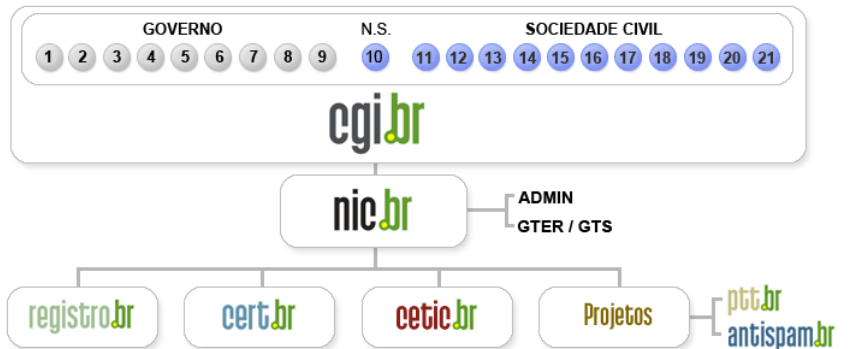 GOVERNO N.S. SOCIEDADE CIVIL
1 2 3 4 5 6 7 8 9 10 11 12 13 14 15 16 17 18 19 20 21
cgi.br
nic.br
ADMIN
GTER / GTS
registro.br cert.br cetic.br Projetos
ptt.br
antispam.br